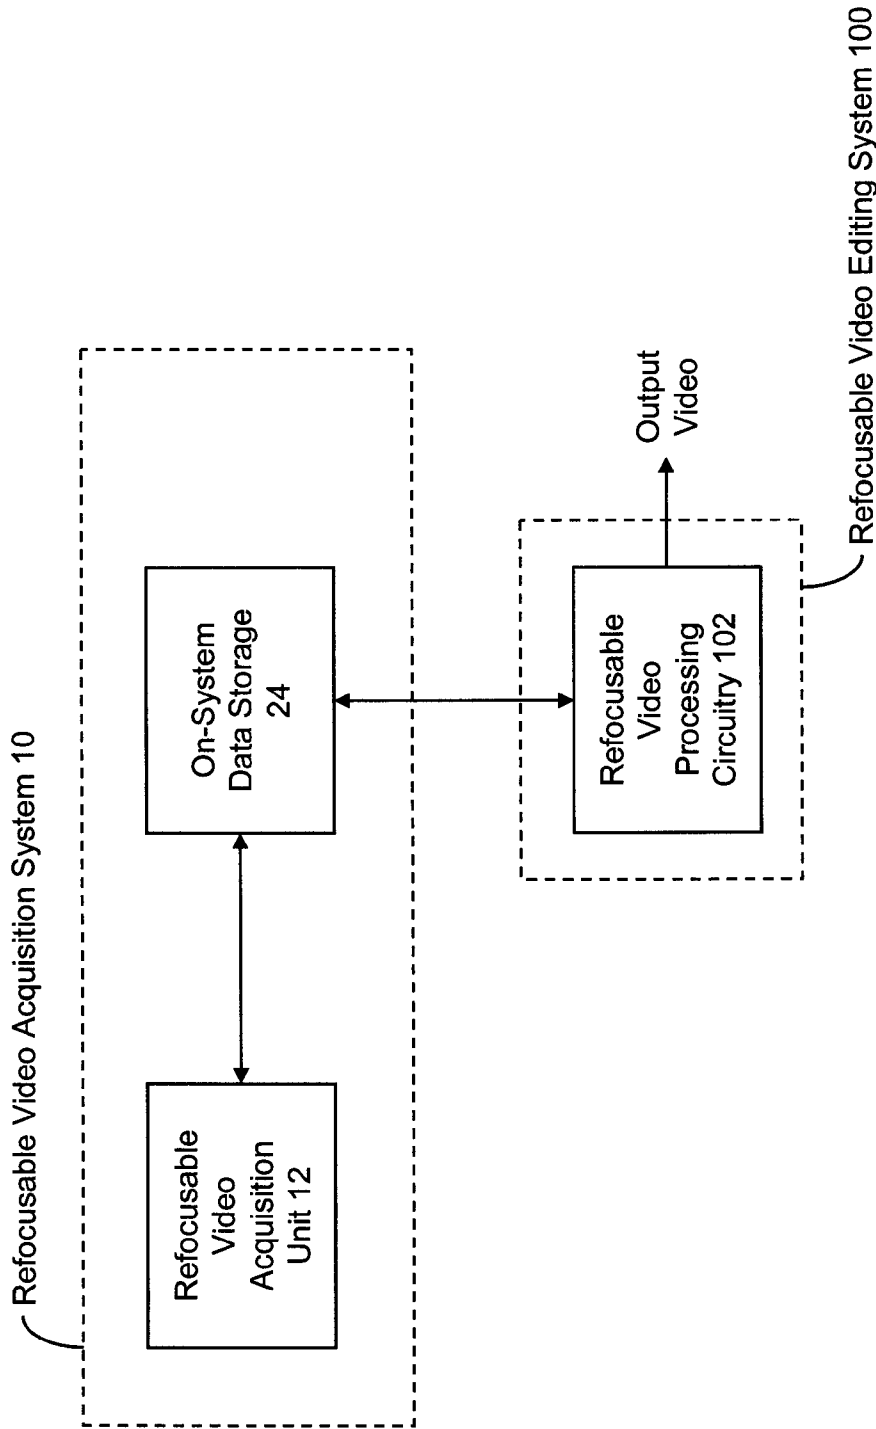 Refocusable Video Acquisition System 10
Refocusable
Video
Acquisition
Unit 12
On-System
Data Storage
24
Refocusable
Video
Processing
Circuitry 102
Output
Video
Refocusable Video Editing System 100